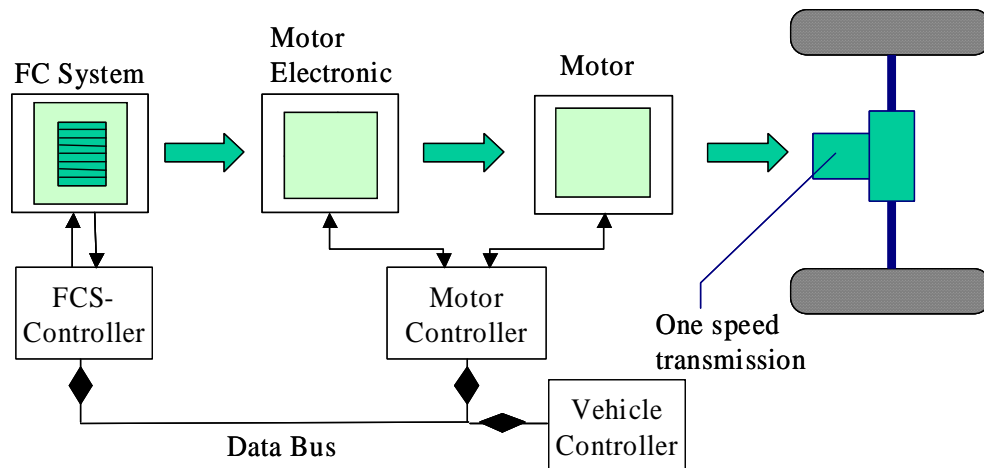 FC System
Motor
Electronic
Motor
FCS-
Controller
Motor
Controller
One speed
transmission
Vehicle
Controller
Data Bus